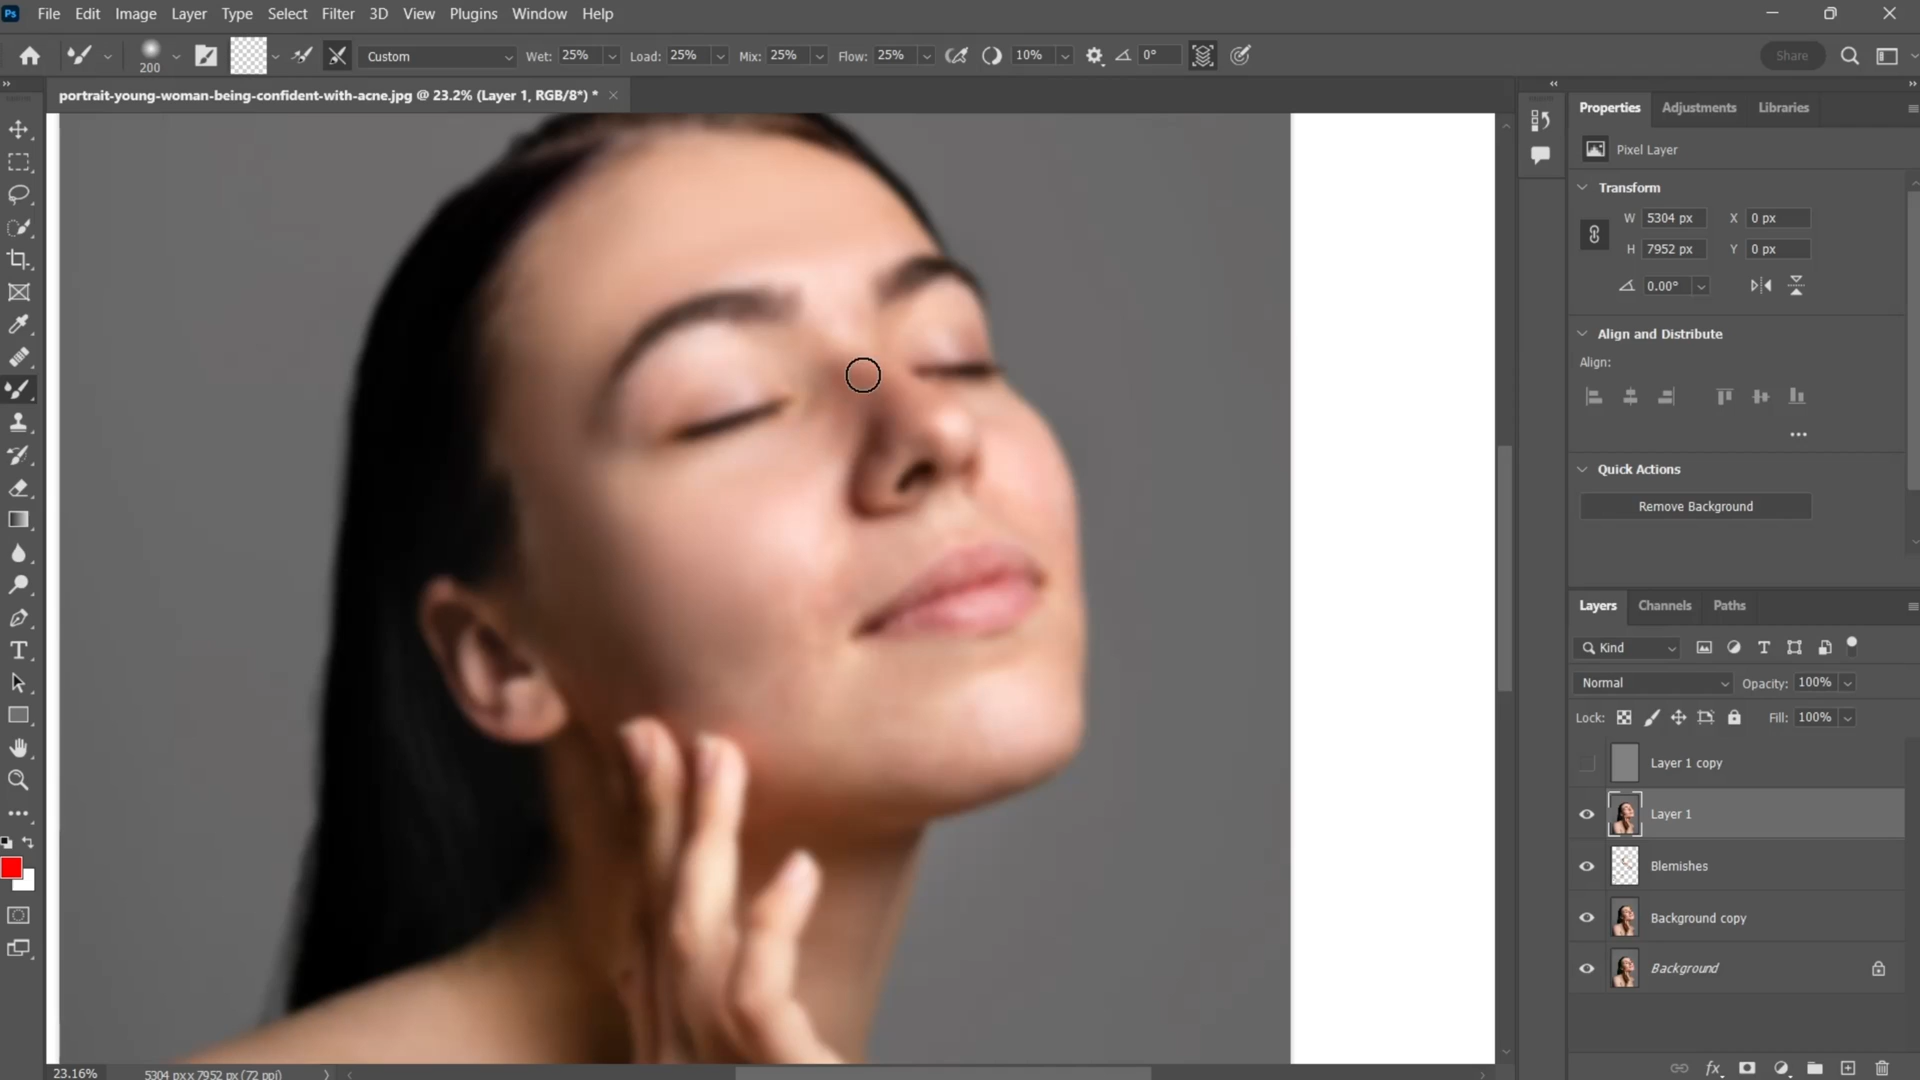 Ps File Edit Image Layer Type Select Filter 3D View Plugins Window Help
200 Custom Wet: 25% Load: 25% Mix: 25% Flow: 25% 10% 0° Share
portrait-young-woman-being-confident-with-acne.jpg @ 23.2% (Layer 1, RGB/8*) *
Properties Adjustments Libraries
Pixel Layer
Transform
W 5304 px X 0 px
H 7952 px Y 0 px
0.00°
Align and Distribute
Align:
Quick Actions
Remove Background
Layers Channels Paths
Kind
Normal Opacity: 100%
Lock: Fill: 100%
Layer 1 copy
Layer 1
Blemishes
Background copy
Background
23.16% 5304 px x 7952 px (72 ppi)